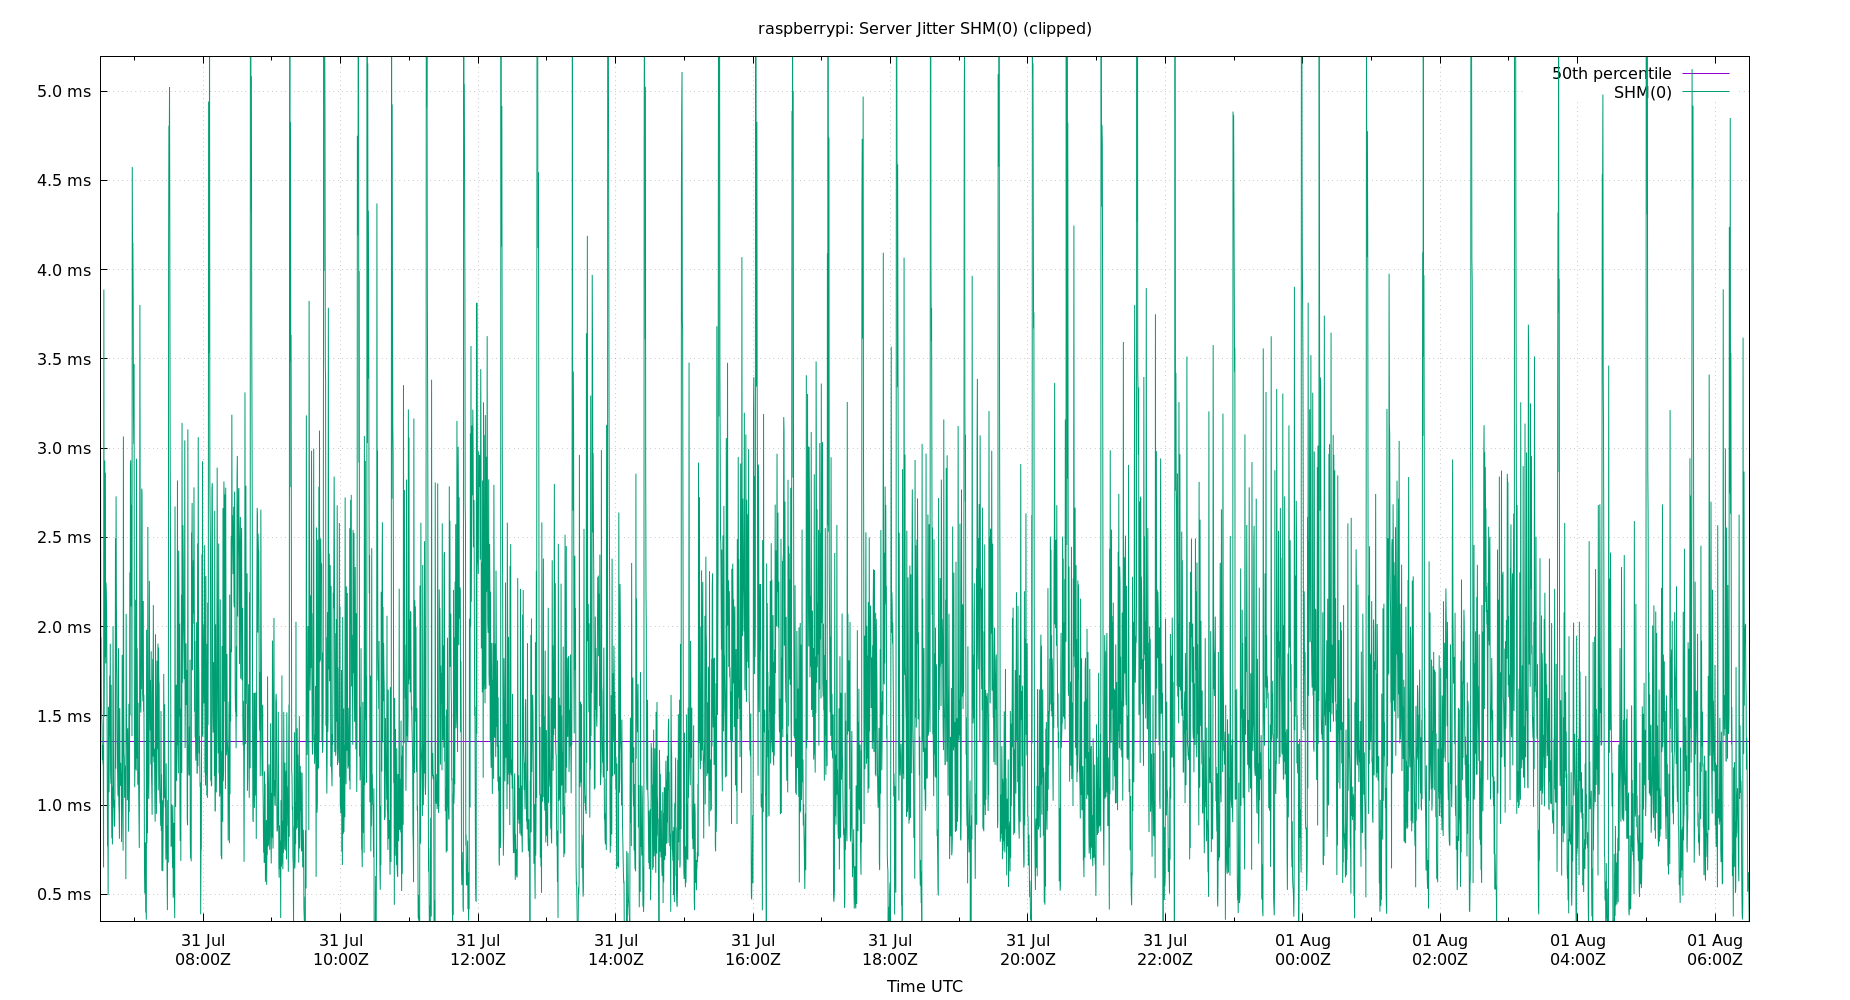 raspberrypi: Server Jitter SHM(0) (clipped)
50th percentile
SHM(0)
5.0 ms
4.5 ms
4.0 ms
3.5 ms
3.0 ms
2.5 ms
2.0 ms
1.5 ms
1.0 ms
0.5 ms
31 Jul 31 Jul 31 Jul 31 Jul 31 Jul 31 Jul 31 Jul 31 Jul 01 Aug 01 Aug 01 Aug 01 Aug
08:00Z 10:00Z 12:00Z 14:00Z 16:00Z 18:00Z 20:00Z 22:00Z 00:00Z 02:00Z 04:00Z 06:00Z
Time UTC